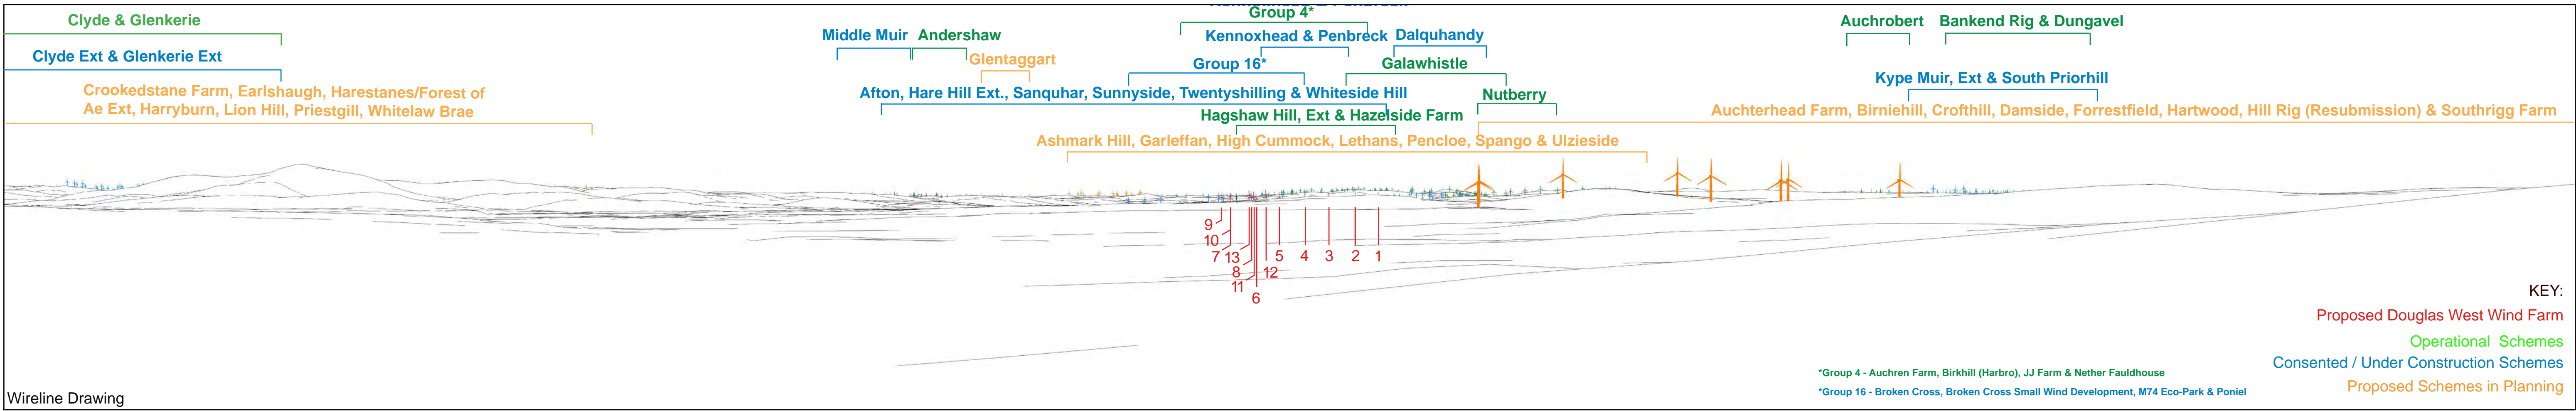 Clyde & Glenkerie
Clyde Ext & Glenkerie Ext
Crookedstane Farm, Earlshaugh, Harestanes/Forest of
Ae Ext, Harryburn, Lion Hill, Priestgill, Whitelaw Brae
Middle Muir
Andershaw
Glentaggart
Group 4*
Kennoxhead & Penbreck
Dalquhandy
Group 16*
Galawhistle
Afton, Hare Hill Ext., Sanquhar, Sunnyside, Twentyshilling & Whiteside Hill
Nutberry
Hagshaw Hill, Ext & Hazelside Farm
Ashmark Hill, Garleffan, High Cummock, Lethans, Pencloe, Spango & Ulzieside
Auchrobert
Bankend Rig & Dungavel
Kype Muir, Ext & South Priorhill
Auchterhead Farm, Birniehill, Crofthill, Damside, Forrestfield, Hartwood, Hill Rig (Resubmission) & Southrigg Farm
9
10
7 13 5 4 3 2 1
8 12
11
6
KEY:
Proposed Douglas West Wind Farm
Operational Schemes
Consented / Under Construction Schemes
Proposed Schemes in Planning
*Group 4 - Auchren Farm, Birkhill (Harbro), JJ Farm & Nether Fauldhouse
*Group 16 - Broken Cross, Broken Cross Small Wind Development, M74 Eco-Park & Poniel
Wireline Drawing